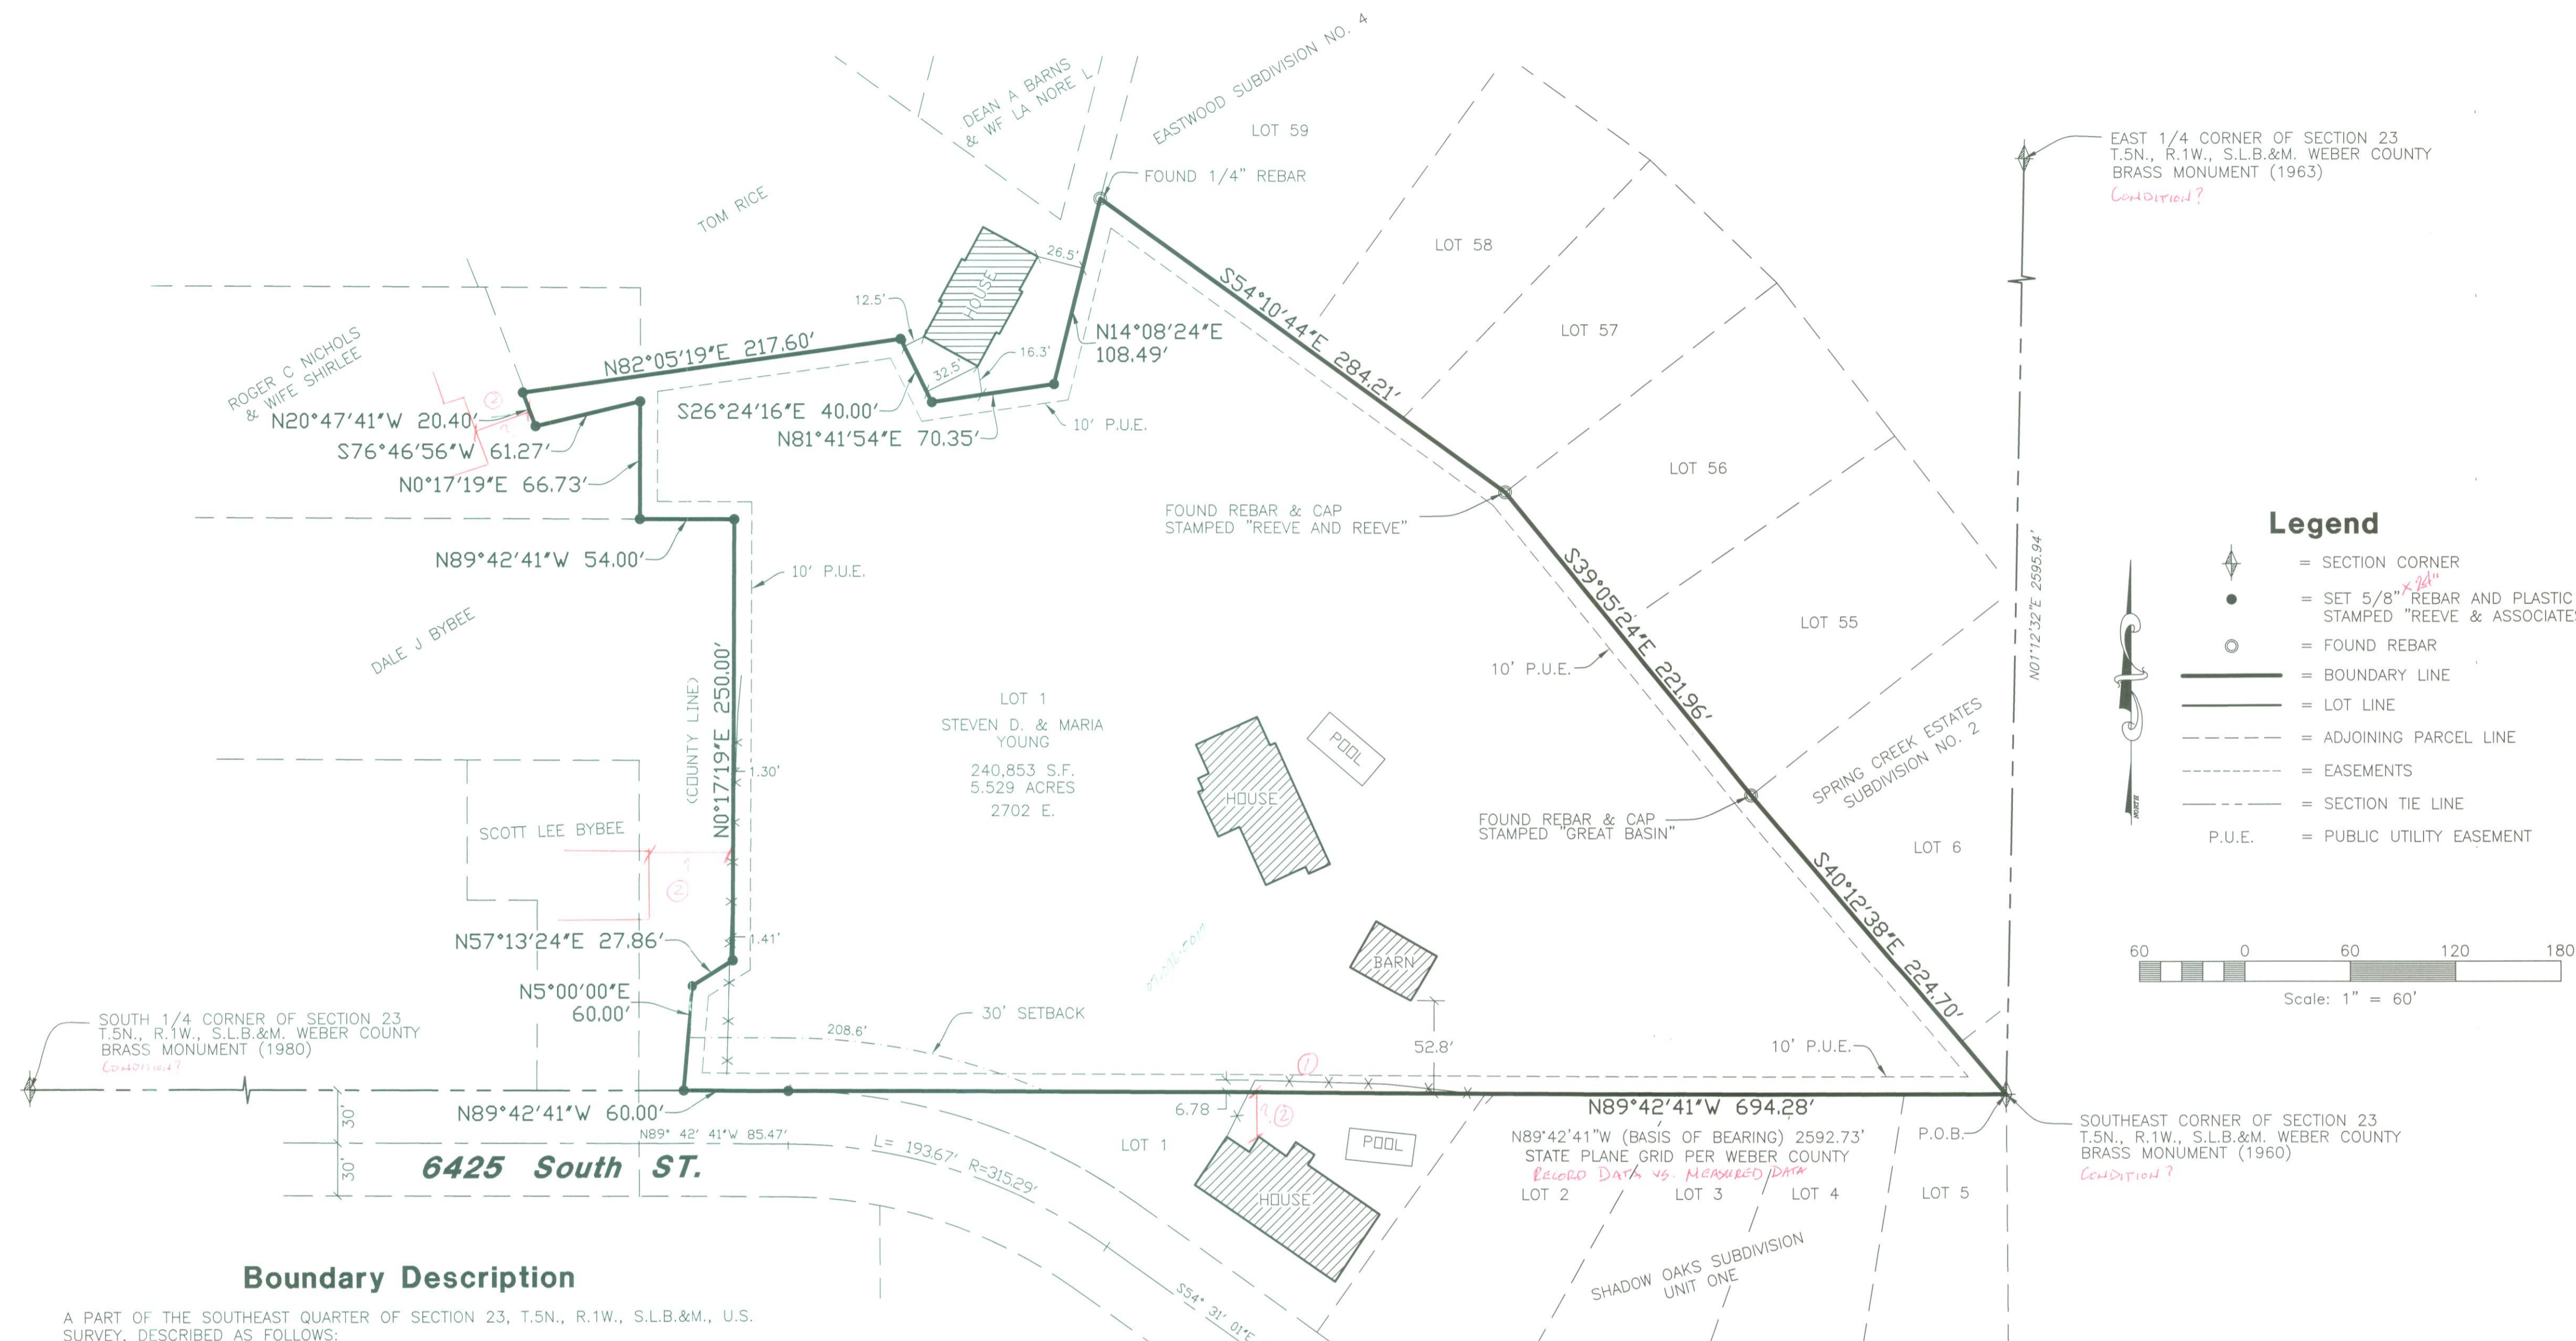 EASTWOOD SUBDIVISION NO. 4
DEAN A BARNS
& WF LA NORE L
LOT 59
EAST 1/4 CORNER OF SECTION 23
T.5N., R.1W., S.L.B.&M. WEBER COUNTY
BRASS MONUMENT (1963)
CONDITION?
FOUND 1/4" REBAR
TOM RICE
LOT 58
26.5'
HOUSE
12.5'
S54°10'44"E 284.21'
N14°08'24"E
108.49'
LOT 57
N82°05'19"E 217.60'
16.3'
32.5'
ROGER C NICHOLS
& WIFE SHIRLEE
②
?
N20°47'41"W 20.40'
S26°24'16"E 40.00'
N81°41'54"E 70.35'
10' P.U.E.
S76°46'56"W 61.27'
N0°17'19"E 66.73'
LOT 56
FOUND REBAR & CAP
STAMPED "REEVE AND REEVE"
N89°42'41"W 54.00'
10' P.U.E.
S39°05'24"E 221.96'
N01°12'32"E 2595.94'
Legend
= SECTION CORNER
x 24"
= SET 5/8" REBAR AND PLASTIC
STAMPED "REEVE & ASSOCIATES
= FOUND REBAR
= BOUNDARY LINE
= LOT LINE
= ADJOINING PARCEL LINE
= EASEMENTS
= SECTION TIE LINE
P.U.E. = PUBLIC UTILITY EASEMENT
NORTH
DALE J BYBEE
LOT 55
10' P.U.E.
(COUNTY LINE)
N0°17'19"E 250.00'
LOT 1
STEVEN D. & MARIA
YOUNG
240,853 S.F.
5.529 ACRES
2702 E.
POOL
HOUSE
1.30'
SPRING CREEK ESTATES
SUBDIVISION NO. 2
FOUND REBAR & CAP
STAMPED "GREAT BASIN"
SCOTT LEE BYBEE
?
②
LOT 6
S40°12'38"E 224.70'
1.41'
N57°13'24"E 27.86'
BARN
60 0 60 120 180
Scale: 1" = 60'
N5°00'00"E
60.00'
SOUTH 1/4 CORNER OF SECTION 23
T.5N., R.1W., S.L.B.&M. WEBER COUNTY
BRASS MONUMENT (1980)
CONDITION?
30' SETBACK
208.6'
52.8'
10' P.U.E.
①
N89°42'41"W 60.00'
30'
30'
N89° 42' 41"W 85.47'
6.78
? ②
N89°42'41"W 694.28'
N89°42'41"W (BASIS OF BEARING) 2592.73'
STATE PLANE GRID PER WEBER COUNTY
RECORD DATA VS. MEASURED DATA
P.O.B.
SOUTHEAST CORNER OF SECTION 23
T.5N., R.1W., S.L.B.&M. WEBER COUNTY
BRASS MONUMENT (1960)
CONDITION?
6425 South ST.
L= 193.67' R=315.29'
LOT 1
POOL
HOUSE
LOT 2
LOT 3
LOT 4
LOT 5
SHADOW OAKS SUBDIVISION
UNIT ONE
S54° 31' 01"E
Boundary Description
A PART OF THE SOUTHEAST QUARTER OF SECTION 23, T.5N., R.1W., S.L.B.&M., U.S.
SURVEY, DESCRIBED AS FOLLOWS: